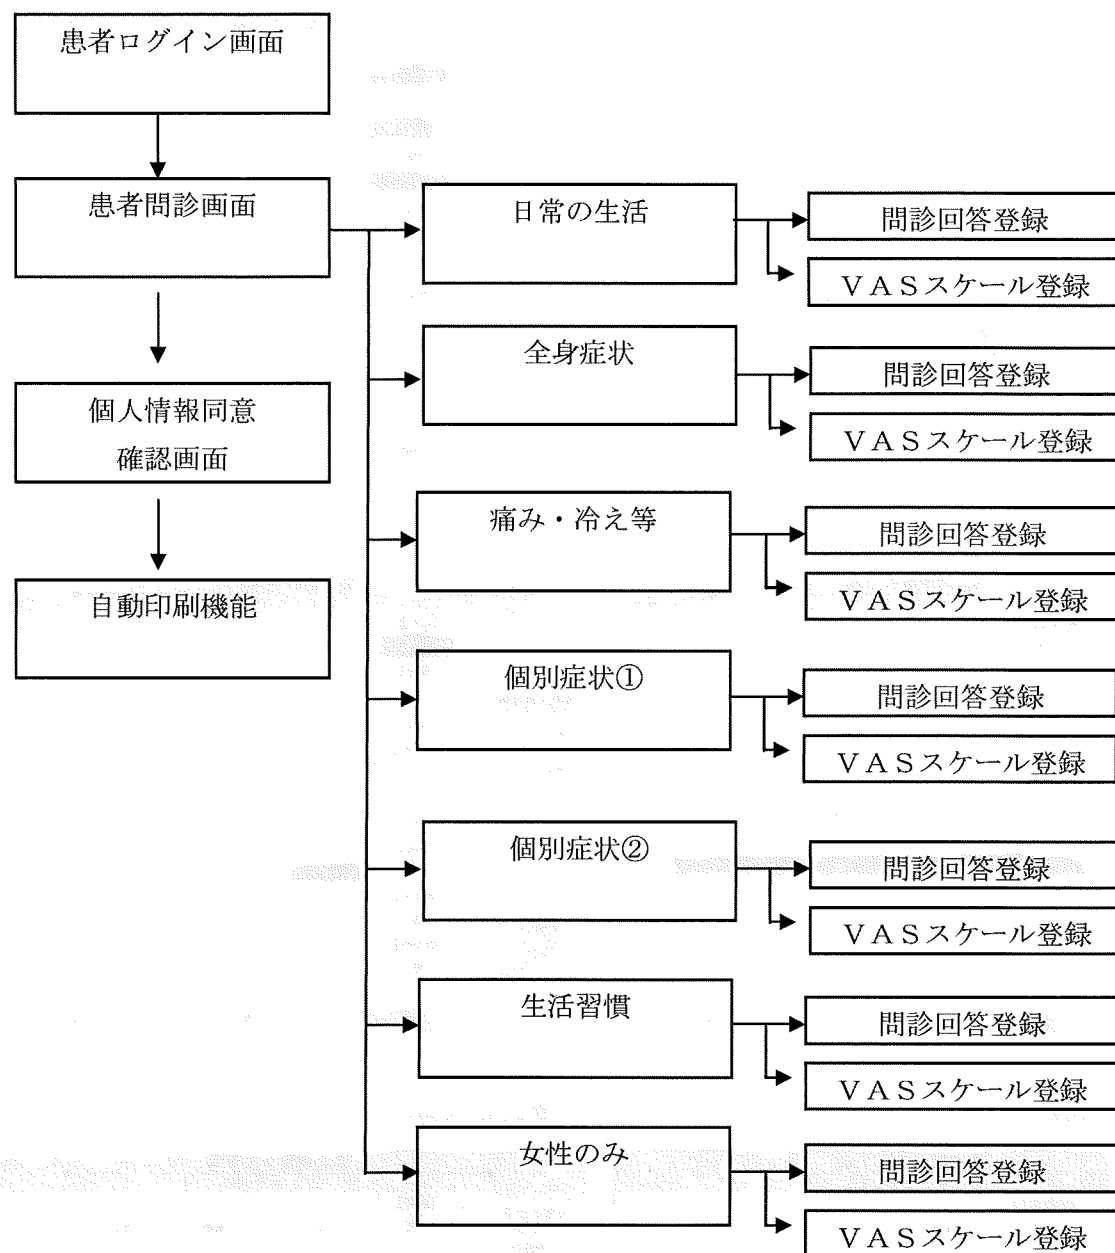 患者ログイン画面
患者問診画面
個人情報同意
確認画面
自動印刷機能
日常の生活
問診回答登録
ＶＡＳスケール登録
全身症状
問診回答登録
ＶＡＳスケール登録
痛み・冷え等
問診回答登録
ＶＡＳスケール登録
個別症状①
問診回答登録
ＶＡＳスケール登録
個別症状②
問診回答登録
ＶＡＳスケール登録
生活習慣
問診回答登録
ＶＡＳスケール登録
女性のみ
問診回答登録
ＶＡＳスケール登録